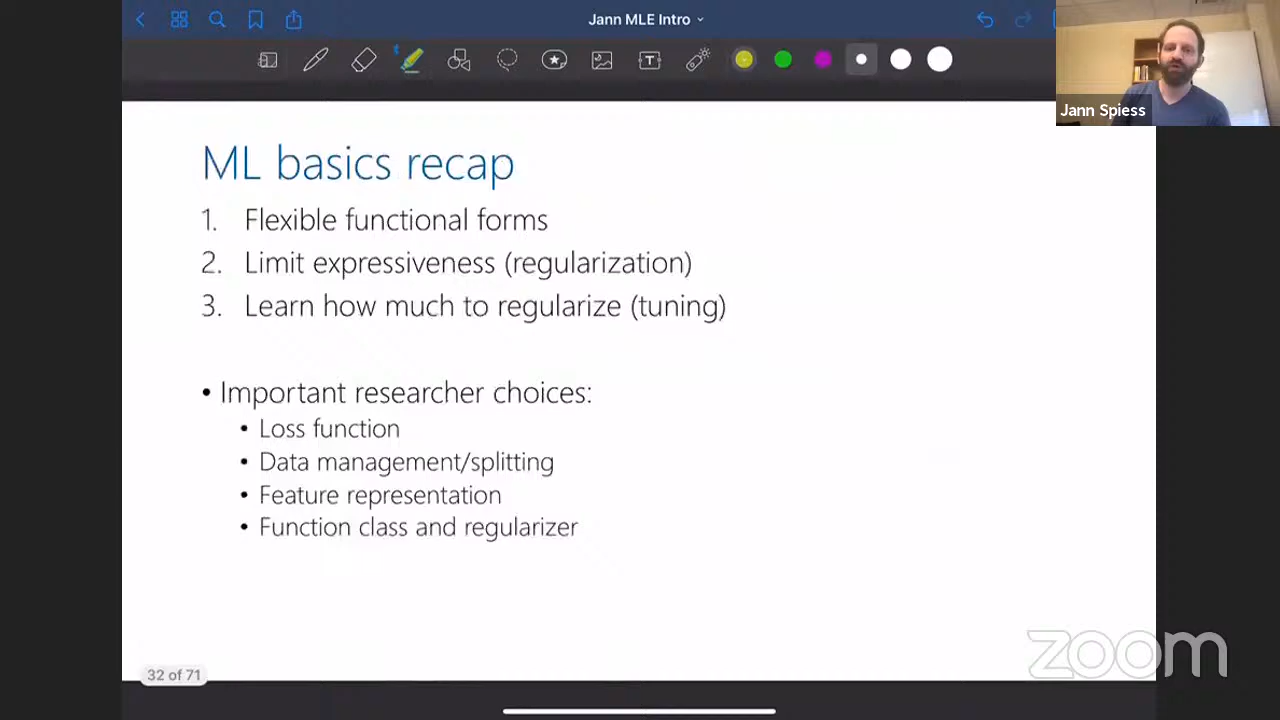 Jann MLE Intro
Jann Spiess
ML basics recap
1. Flexible functional forms
2. Limit expressiveness (regularization)
3. Learn how much to regularize (tuning)
• Important researcher choices:
• Loss function
• Data management/splitting
• Feature representation
• Function class and regularizer
32 of 71
zoom